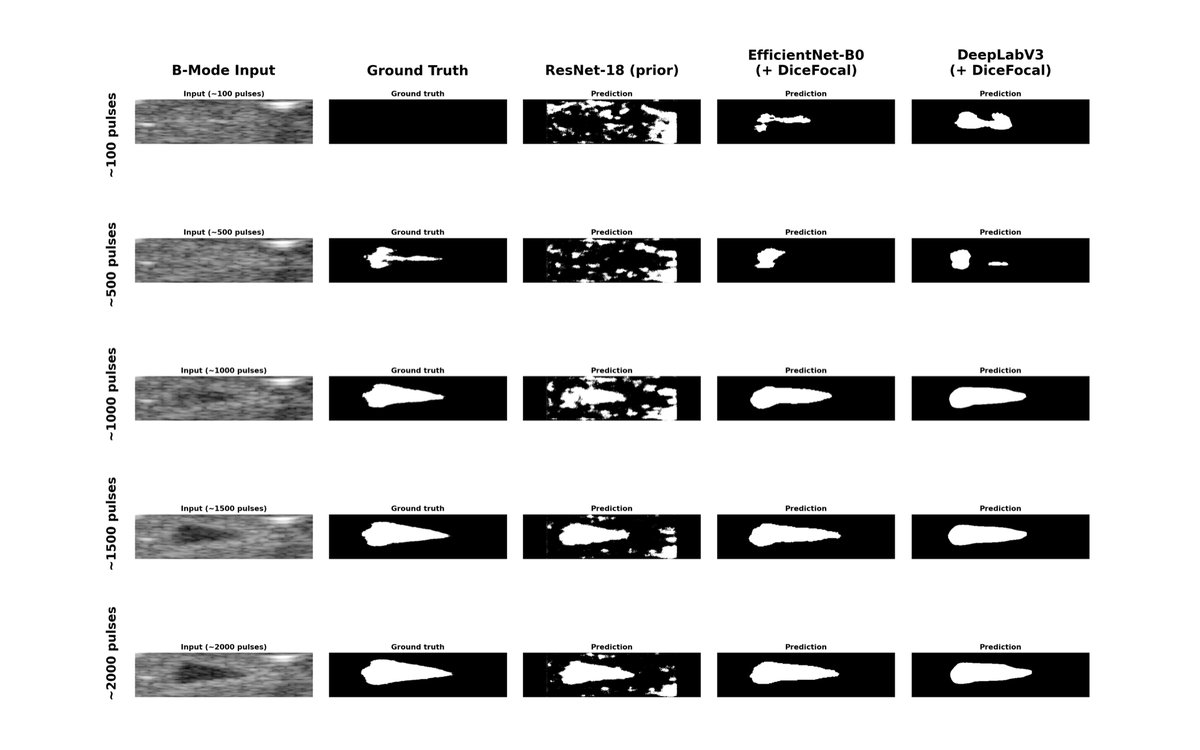 B-Mode Input
Ground Truth
ResNet-18 (prior)
EfficientNet-B0
(+ DiceFocal)
DeepLabV3
(+ DiceFocal)
~100 pulses
Input (~100 pulses)
Ground truth
Prediction
Prediction
Prediction
~500 pulses
Input (~500 pulses)
Ground truth
Prediction
Prediction
Prediction
~1000 pulses
Input (~1000 pulses)
Ground truth
Prediction
Prediction
Prediction
~1500 pulses
Input (~1500 pulses)
Ground truth
Prediction
Prediction
Prediction
~2000 pulses
Input (~2000 pulses)
Ground truth
Prediction
Prediction
Prediction